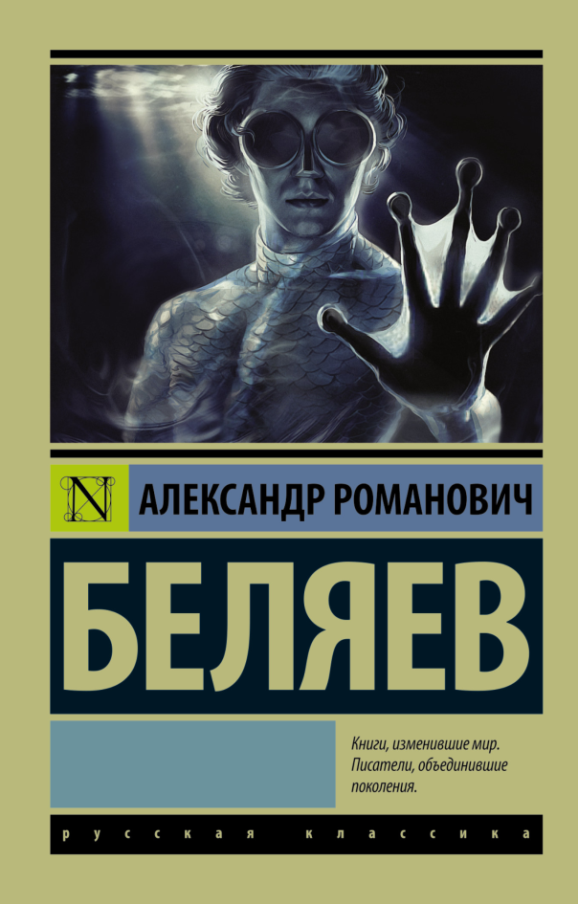 N
АЛЕКСАНДР РОМАНОВИЧ
БЕЛЯЕВ
Книги, изменившие мир.
Писатели, объединившие
поколения.
русская классика